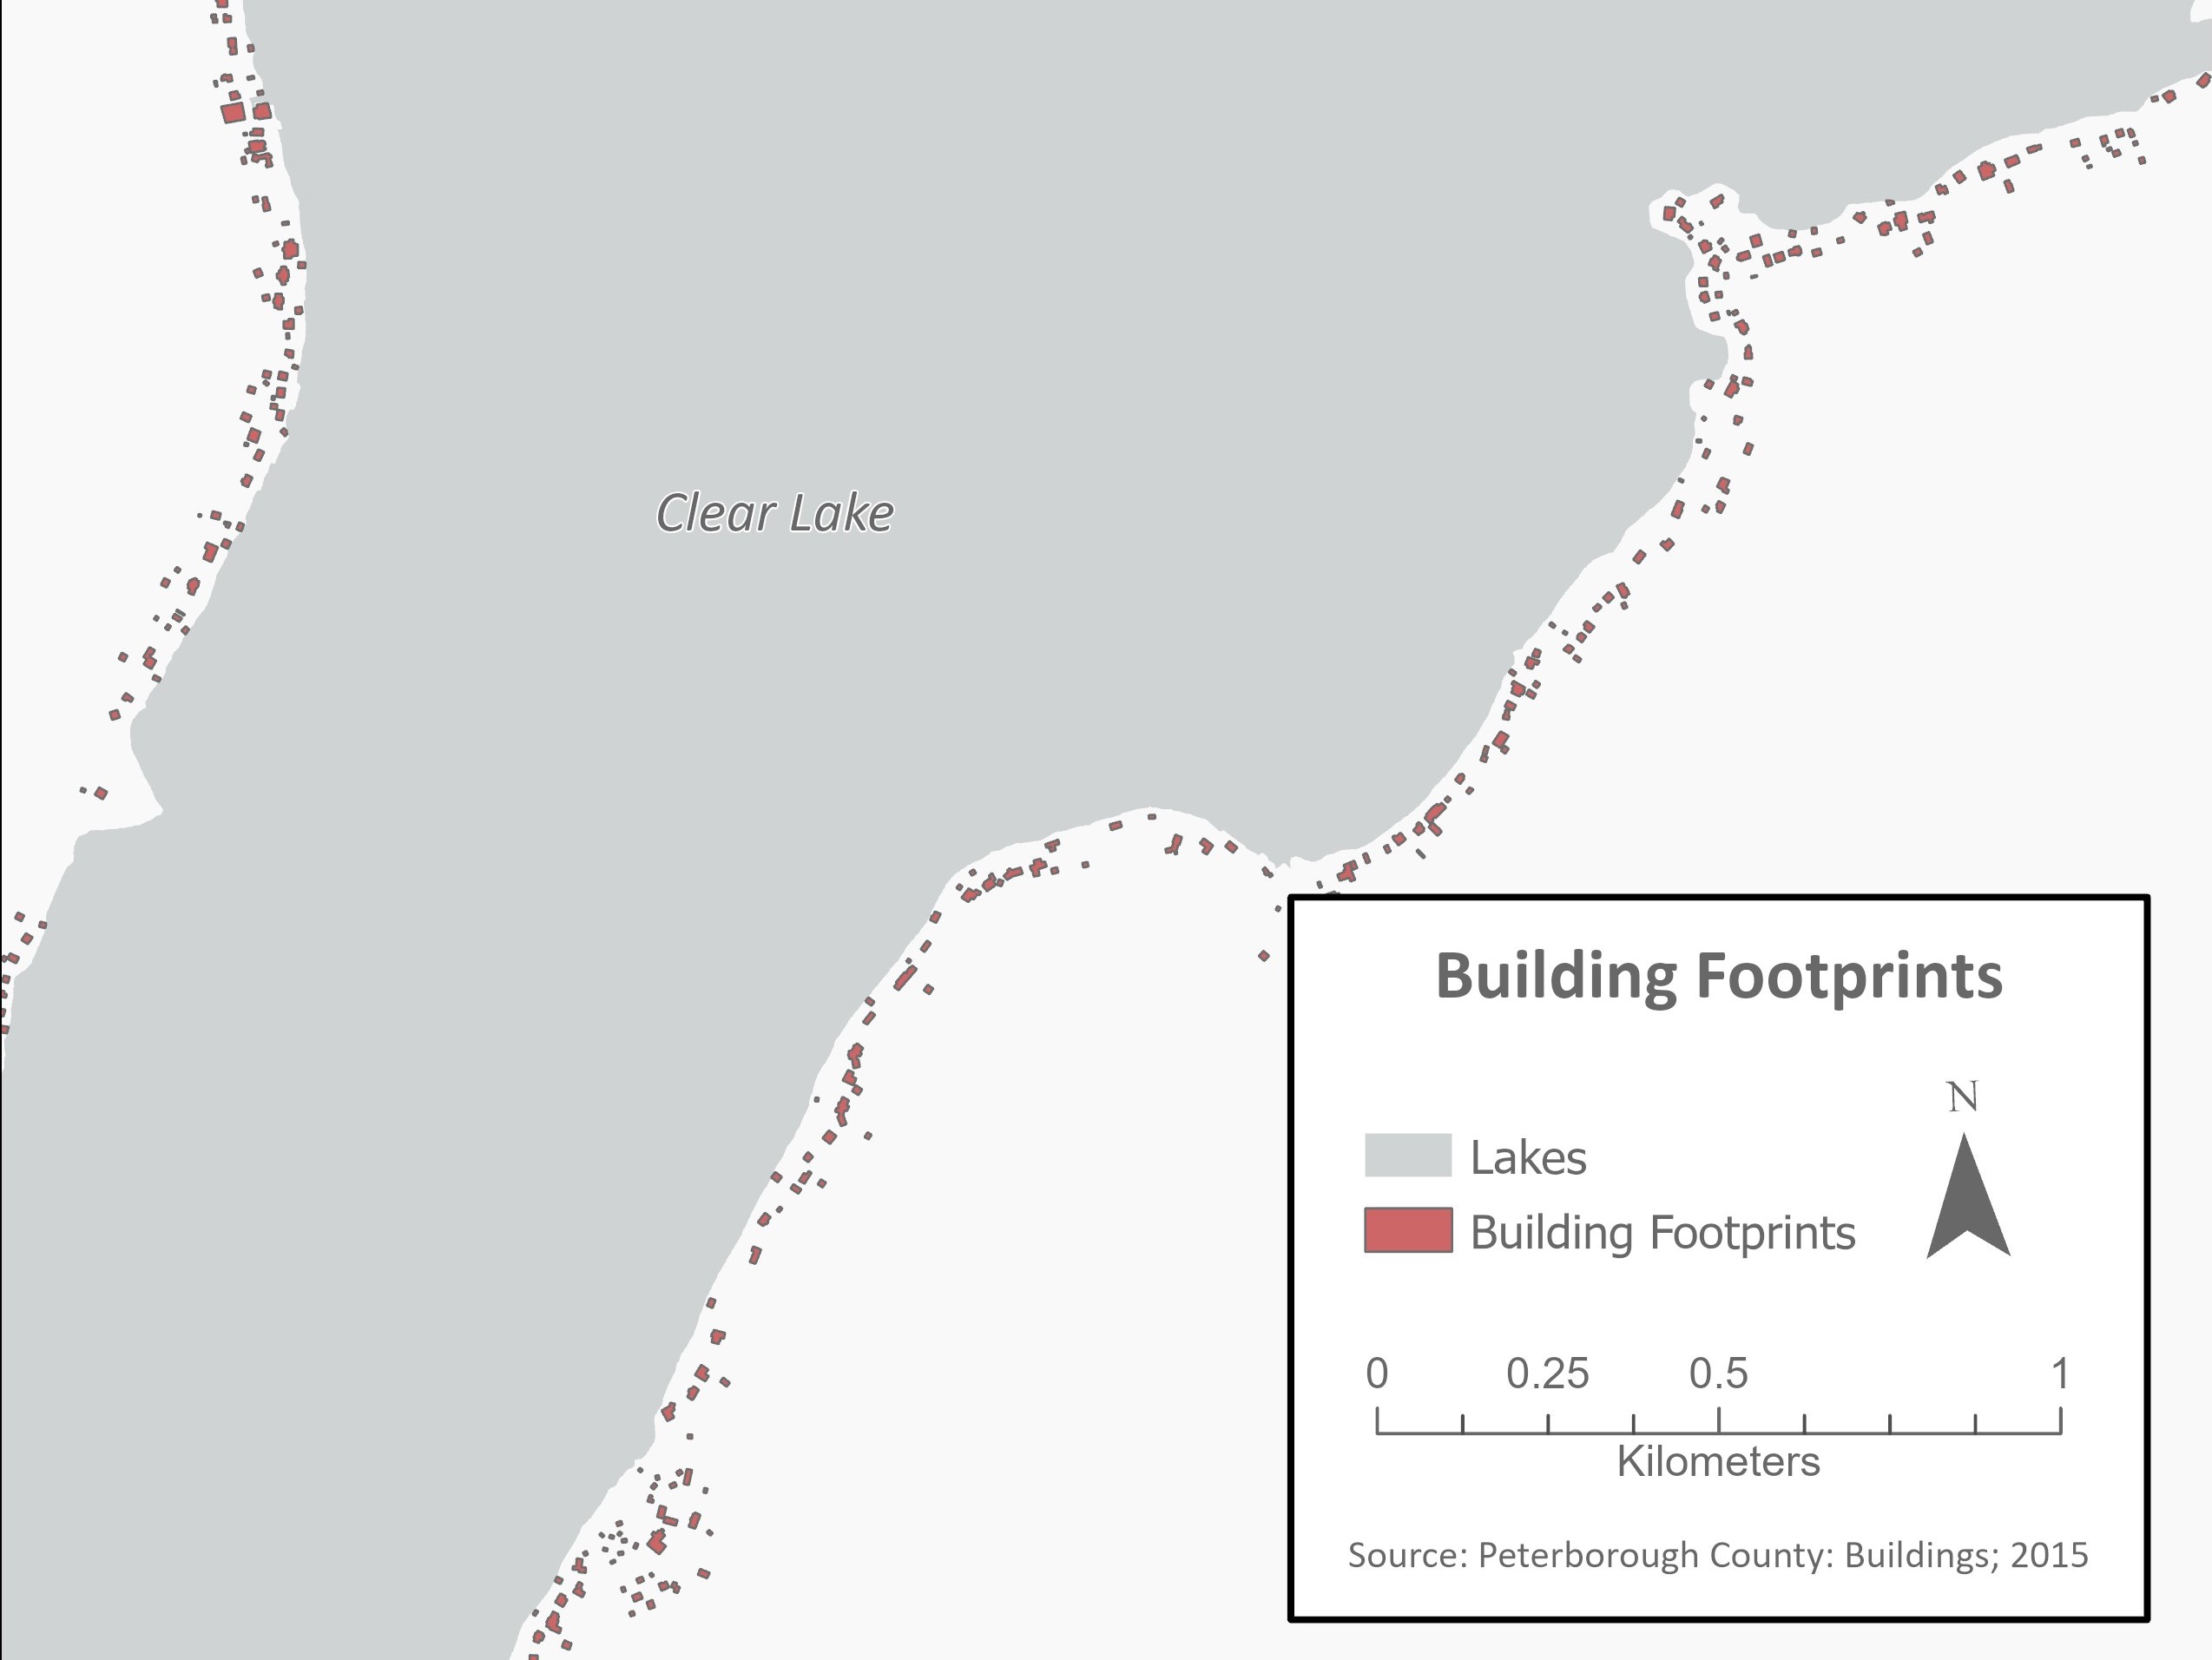 Clear Lake
Building Footprints
N
Lakes
Building Footprints
0 0.25 0.5 1
Kilometers
Source: Peterborough County: Buildings; 2015